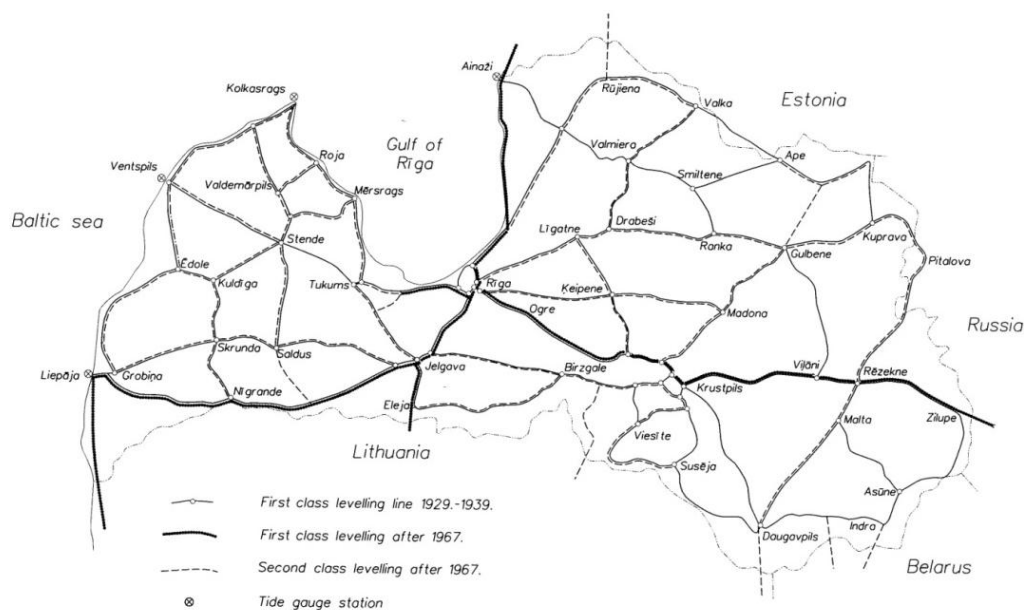 Ainaži
Kolkasrags
Rūjiena
Valka
Estonia
Gulf of
Rīga
Roja
Valmiera
Ape
Ventspils
Valdemārpils
Mērsrags
Smiltene
Baltic sea
Drabeši
Līgatne
Stende
Ranka
Kuprava
Gulbene
Pitalova
Ēdole
Kuldīga
Tukums
Rīga
Ķeipene
Ogre
Madona
Russia
Skrunda
Saldus
Liepāja
Grobiņa
Jelgava
Birzgale
Viļāni
Rēzekne
Krustpils
Nīgrande
Eleja
Zilupe
Malta
Viesīte
Lithuania
Susēja
Asūne
First class levelling line 1929.-1939.
Indra
First class levelling after 1967.
Daugavpils
Belarus
Second class levelling after 1967.
Tide gauge station